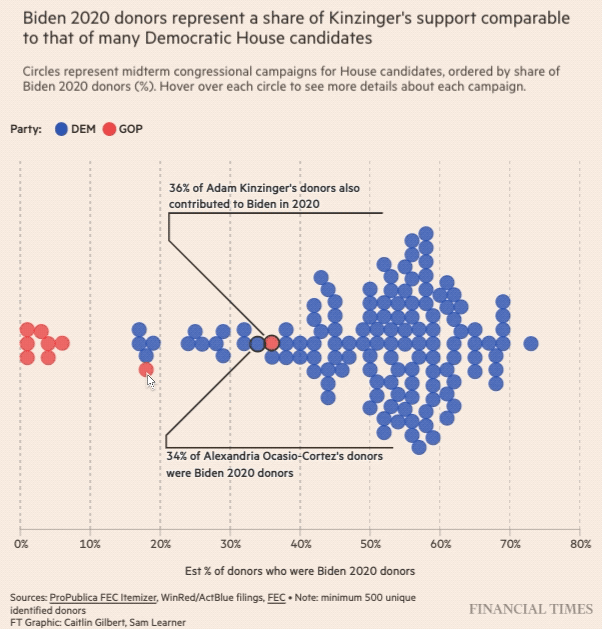 Biden 2020 donors represent a share of Kinzinger's support comparable
to that of many Democratic House candidates
Circles represent midterm congressional campaigns for House candidates, ordered by share of
Biden 2020 donors (%). Hover over each circle to see more details about each campaign.
Party: DEM GOP
36% of Adam Kinzinger's donors also
contributed to Biden in 2020
34% of Alexandria Ocasio-Cortez's donors
were Biden 2020 donors
0% 10% 20% 30% 40% 50% 60% 70% 80%
Est % of donors who were Biden 2020 donors
Sources: ProPublica FEC Itemizer, WinRed/ActBlue filings, FEC • Note: minimum 500 unique
identified donors
FT Graphic: Caitlin Gilbert, Sam Learner
FINANCIAL TIMES